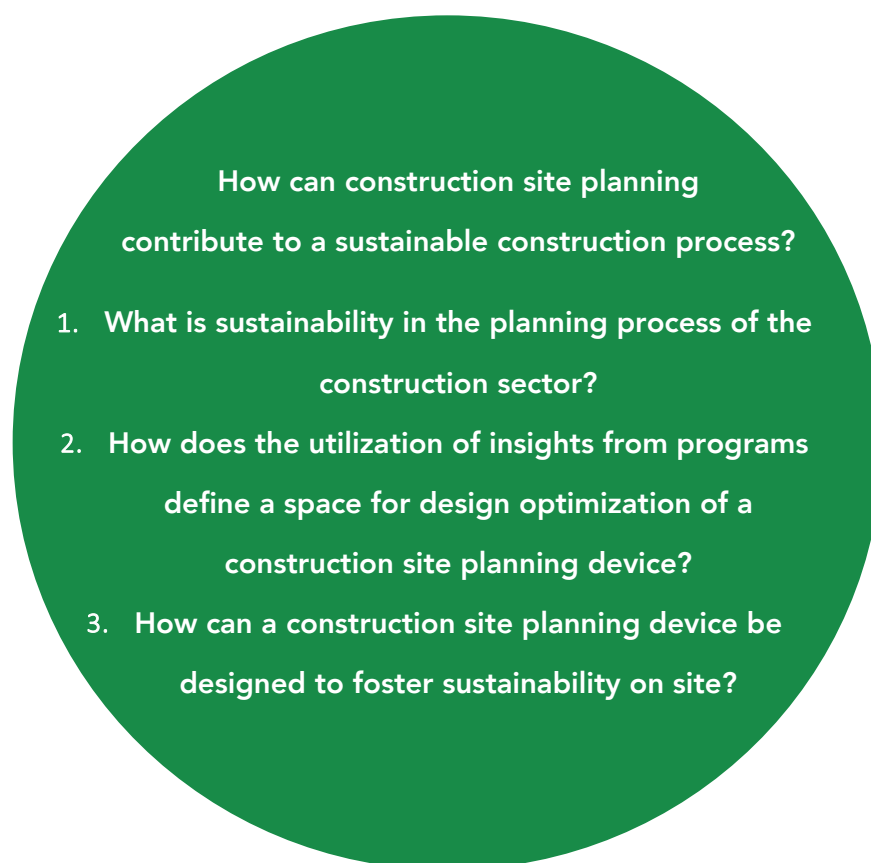 How can construction site planning
contribute to a sustainable construction process?
1. What is sustainability in the planning process of the
construction sector?
2. How does the utilization of insights from programs
define a space for design optimization of a
construction site planning device?
3. How can a construction site planning device be
designed to foster sustainability on site?